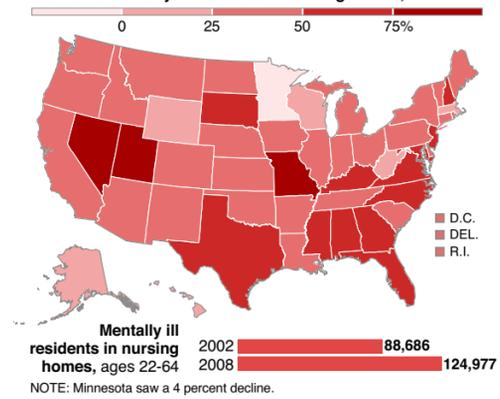 0 25 50 75%
D.C.
DEL.
R.I.
Mentally ill
residents in nursing
homes, ages 22-64
2002 88,686
2008 124,977
NOTE: Minnesota saw a 4 percent decline.